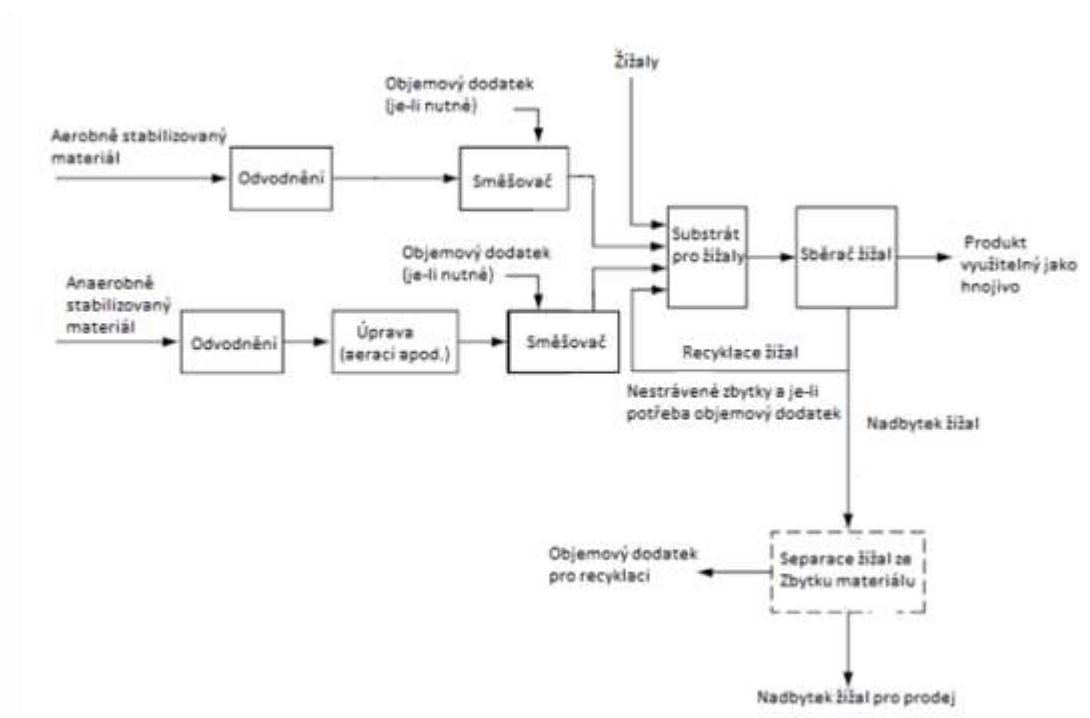 Žížaly
Objemový dodatek
(je-li nutné)
Aerobně stabilizovaný
materiál
Odvodnění
Směšovač
Substrát
pro žížaly
Sběrač žížal
Produkt
využitelný jako
hnojivo
Objemový dodatek
(je-li nutné)
Anaerobně
stabilizovaný
materiál
Odvodnění
Úprava
(aerací apod.)
Směšovač
Recyklace žížal
Nestrávené zbytky a je-li
potřeba objemový dodatek
Nadbytek žížal
Objemový dodatek
pro recyklaci
Separace žížal ze
Zbytku materiálu
Nadbytek žížal pro prodej